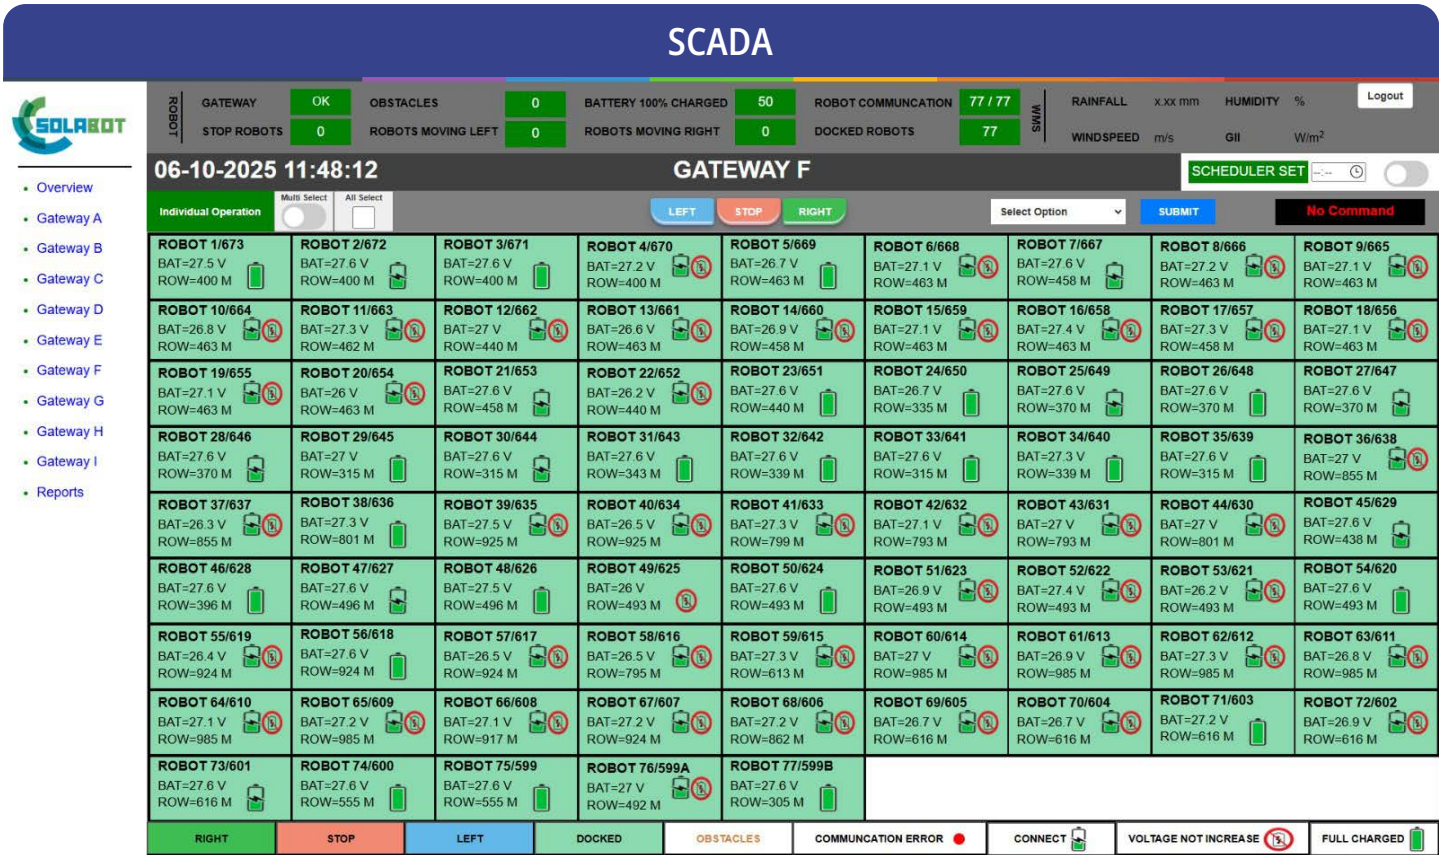 SCADA
SOLABOT
Overview
Gateway A
Gateway B
Gateway C
Gateway D
Gateway E
Gateway F
Gateway G
Gateway H
Gateway I
Reports
ROBOT
GATEWAY OK OBSTACLES 0 BATTERY 100% CHARGED 50 ROBOT COMMUNCATION 77 / 77
STOP ROBOTS 0 ROBOTS MOVING LEFT 0 ROBOTS MOVING RIGHT 0 DOCKED ROBOTS 77
WMS
RAINFALL x.xx mm HUMIDITY % Logout
WINDSPEED m/s GII W/m²
06-10-2025 11:48:12 GATEWAY F SCHEDULER SET --:--
Individual Operation Multi Select All Select LEFT STOP RIGHT Select Option SUBMIT No Command
ROBOT 1/673 ROBOT 2/672 ROBOT 3/671 ROBOT 4/670 ROBOT 5/669 ROBOT 6/668 ROBOT 7/667 ROBOT 8/666 ROBOT 9/665
BAT=27.5 V BAT=27.6 V BAT=27.6 V BAT=27.2 V BAT=26.7 V BAT=27.1 V BAT=27.6 V BAT=27.2 V BAT=27.1 V
ROW=400 M ROW=400 M ROW=400 M ROW=400 M ROW=463 M ROW=463 M ROW=458 M ROW=463 M ROW=463 M
ROBOT 10/664 ROBOT 11/663 ROBOT 12/662 ROBOT 13/661 ROBOT 14/660 ROBOT 15/659 ROBOT 16/658 ROBOT 17/657 ROBOT 18/656
BAT=26.8 V BAT=27.3 V BAT=27 V BAT=26.6 V BAT=26.9 V BAT=27.1 V BAT=27.4 V BAT=27.3 V BAT=27.1 V
ROW=463 M ROW=462 M ROW=440 M ROW=463 M ROW=458 M ROW=463 M ROW=463 M ROW=458 M ROW=463 M
ROBOT 19/655 ROBOT 20/654 ROBOT 21/653 ROBOT 22/652 ROBOT 23/651 ROBOT 24/650 ROBOT 25/649 ROBOT 26/648 ROBOT 27/647
BAT=27.1 V BAT=26 V BAT=27.6 V BAT=26.2 V BAT=27.6 V BAT=26.7 V BAT=27.6 V BAT=27.6 V BAT=27.6 V
ROW=463 M ROW=463 M ROW=458 M ROW=440 M ROW=440 M ROW=335 M ROW=370 M ROW=370 M ROW=370 M
ROBOT 28/646 ROBOT 29/645 ROBOT 30/644 ROBOT 31/643 ROBOT 32/642 ROBOT 33/641 ROBOT 34/640 ROBOT 35/639 ROBOT 36/638
BAT=27.6 V BAT=27 V BAT=27.6 V BAT=27.6 V BAT=27.6 V BAT=27.6 V BAT=27.3 V BAT=27.6 V BAT=27 V
ROW=370 M ROW=315 M ROW=315 M ROW=343 M ROW=339 M ROW=315 M ROW=339 M ROW=315 M ROW=855 M
ROBOT 37/637 ROBOT 38/636 ROBOT 39/635 ROBOT 40/634 ROBOT 41/633 ROBOT 42/632 ROBOT 43/631 ROBOT 44/630 ROBOT 45/629
BAT=26.3 V BAT=27.3 V BAT=27.5 V BAT=26.5 V BAT=27.3 V BAT=27.1 V BAT=27 V BAT=27 V BAT=27.6 V
ROW=855 M ROW=801 M ROW=925 M ROW=925 M ROW=799 M ROW=793 M ROW=793 M ROW=801 M ROW=438 M
ROBOT 46/628 ROBOT 47/627 ROBOT 48/626 ROBOT 49/625 ROBOT 50/624 ROBOT 51/623 ROBOT 52/622 ROBOT 53/621 ROBOT 54/620
BAT=27.6 V BAT=27.6 V BAT=27.5 V BAT=26 V BAT=27.6 V BAT=26.9 V BAT=27.4 V BAT=26.2 V BAT=27.6 V
ROW=396 M ROW=496 M ROW=496 M ROW=493 M ROW=493 M ROW=493 M ROW=493 M ROW=493 M ROW=493 M
ROBOT 55/619 ROBOT 56/618 ROBOT 57/617 ROBOT 58/616 ROBOT 59/615 ROBOT 60/614 ROBOT 61/613 ROBOT 62/612 ROBOT 63/611
BAT=26.4 V BAT=27.6 V BAT=26.5 V BAT=26.5 V BAT=27.3 V BAT=27 V BAT=26.9 V BAT=27.3 V BAT=26.8 V
ROW=924 M ROW=924 M ROW=924 M ROW=795 M ROW=613 M ROW=985 M ROW=985 M ROW=985 M ROW=985 M
ROBOT 64/610 ROBOT 65/609 ROBOT 66/608 ROBOT 67/607 ROBOT 68/606 ROBOT 69/605 ROBOT 70/604 ROBOT 71/603 ROBOT 72/602
BAT=27.1 V BAT=27.2 V BAT=27.1 V BAT=27.2 V BAT=27.2 V BAT=26.7 V BAT=26.7 V BAT=27.2 V BAT=26.9 V
ROW=985 M ROW=985 M ROW=917 M ROW=924 M ROW=862 M ROW=616 M ROW=616 M ROW=616 M ROW=616 M
ROBOT 73/601 ROBOT 74/600 ROBOT 75/599 ROBOT 76/599A ROBOT 77/599B
BAT=27.6 V BAT=27.6 V BAT=27.6 V BAT=27 V BAT=27.6 V
ROW=616 M ROW=555 M ROW=555 M ROW=492 M ROW=305 M
RIGHT STOP LEFT DOCKED OBSTACLES COMMUNCATION ERROR CONNECT VOLTAGE NOT INCREASE FULL CHARGED